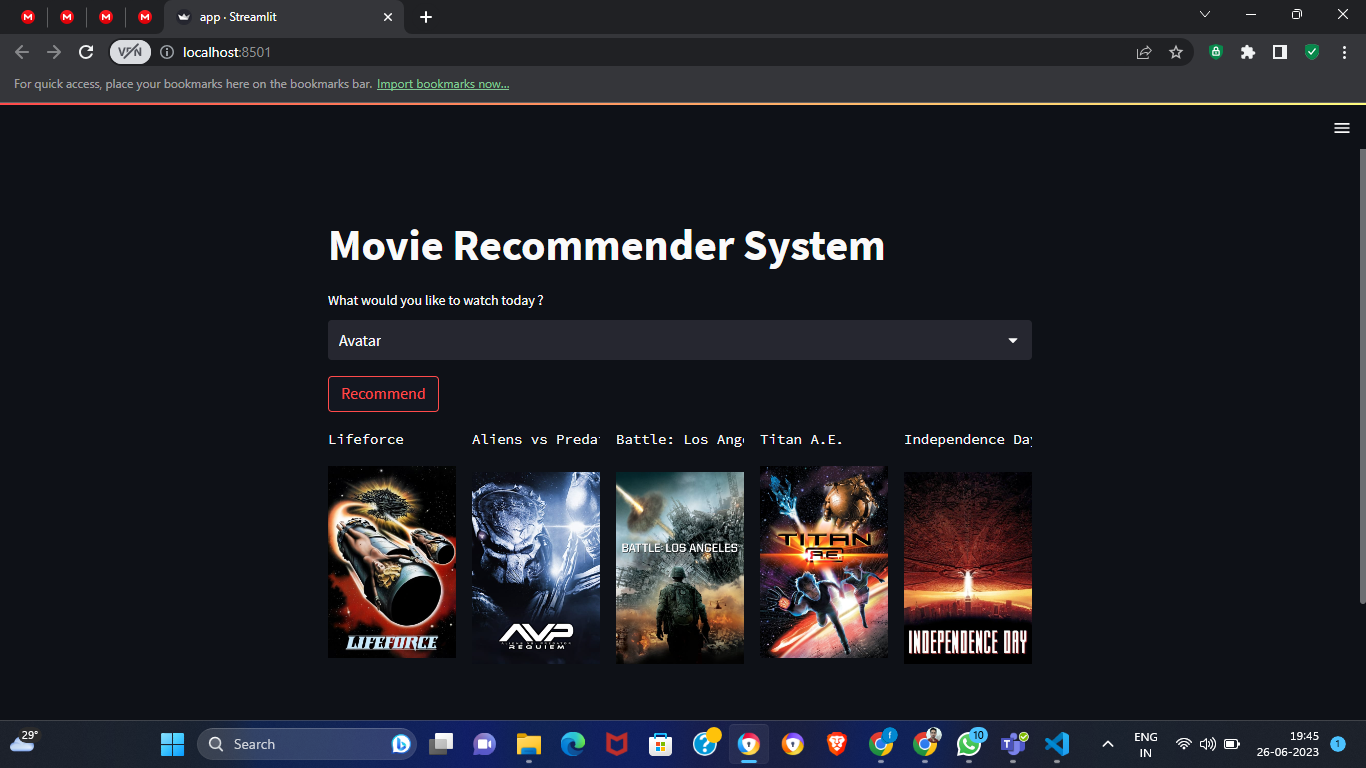 app · Streamlit
VPN
localhost:8501
For quick access, place your bookmarks here on the bookmarks bar. Import bookmarks now...
Movie Recommender System
What would you like to watch today ?
Avatar
Recommend
Lifeforce
Aliens vs Preda
Battle: Los Ang
Titan A.E.
Independence Day
LIFEFORCE
AVP
REQUIEM
BATTLE: LOS ANGELES
TITAN
A.E.
INDEPENDENCE DAY
29°
Search
10
ENG
IN
19:45
26-06-2023
1